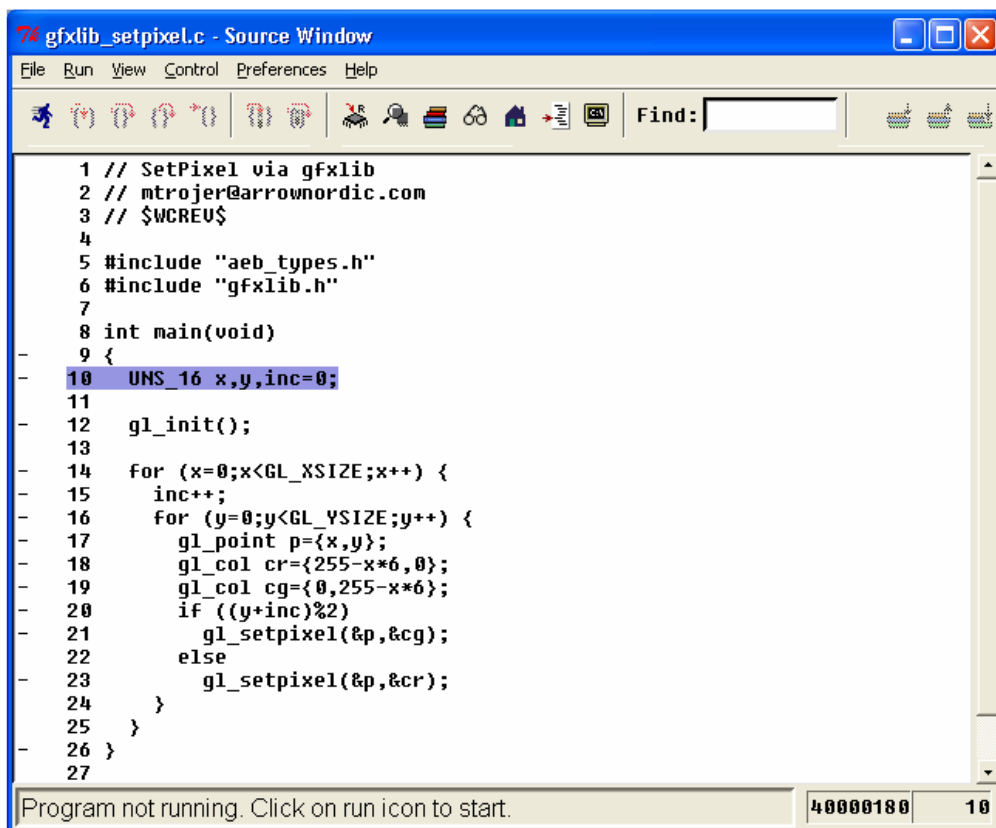 gfxlib_setpixel.c - Source Window
File Run View Control Preferences Help
Find:
1 // SetPixel via gfxlib
2 // mtrojer@arrownordic.com
3 // $WCREV$
4
5 #include "aeb_types.h"
6 #include "gfxlib.h"
7
8 int main(void)
- 9 {
- 10   UNS_16 x,y,inc=0;
11
- 12   gl_init();
13
- 14   for (x=0;x<GL_XSIZE;x++) {
- 15     inc++;
- 16     for (y=0;y<GL_YSIZE;y++) {
- 17       gl_point p={x,y};
- 18       gl_col cr={255-x*6,0};
- 19       gl_col cg={0,255-x*6};
- 20       if ((y+inc)%2)
- 21         gl_setpixel(&p,&cg);
22       else
- 23         gl_setpixel(&p,&cr);
24     }
25   }
- 26 }
27
Program not running. Click on run icon to start. 40000180 10